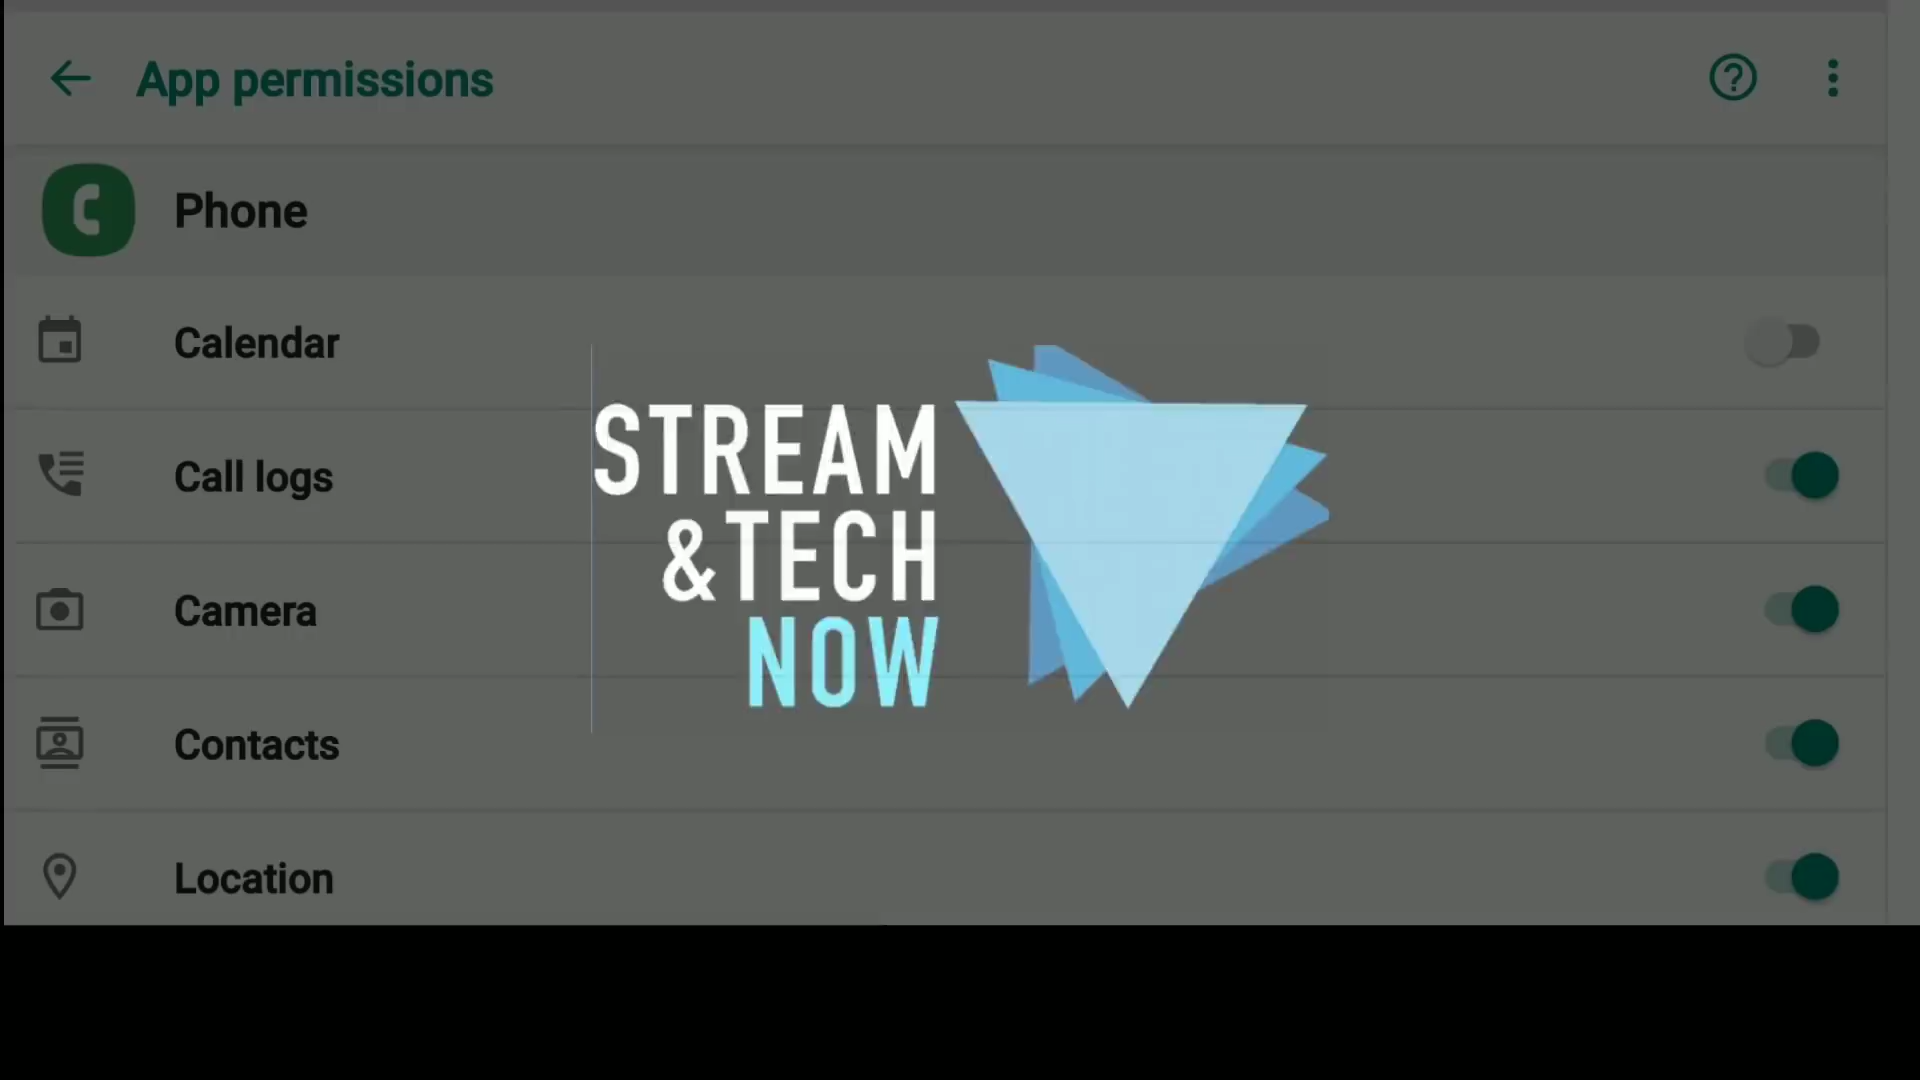 App permissions
Phone
Calendar
Call logs
Camera
Contacts
Location
STREAM
&TECH
NOW